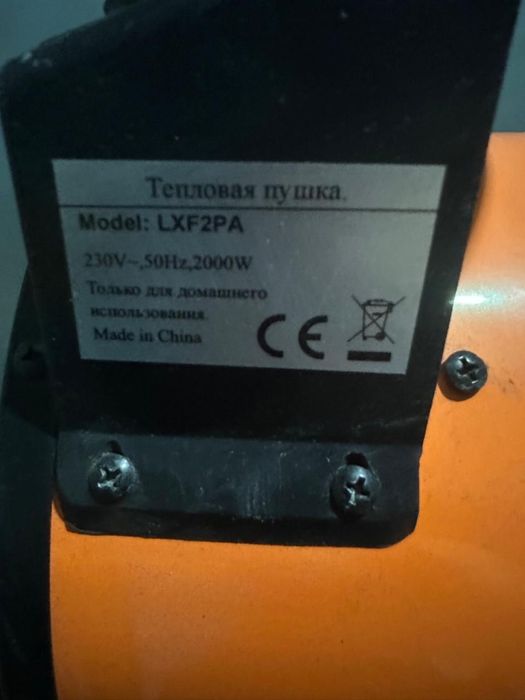 Тепловая пушка.
Model: LXF2PA
230V~,50Hz,2000W
Только для домашнего
использования.
Made in China
CE